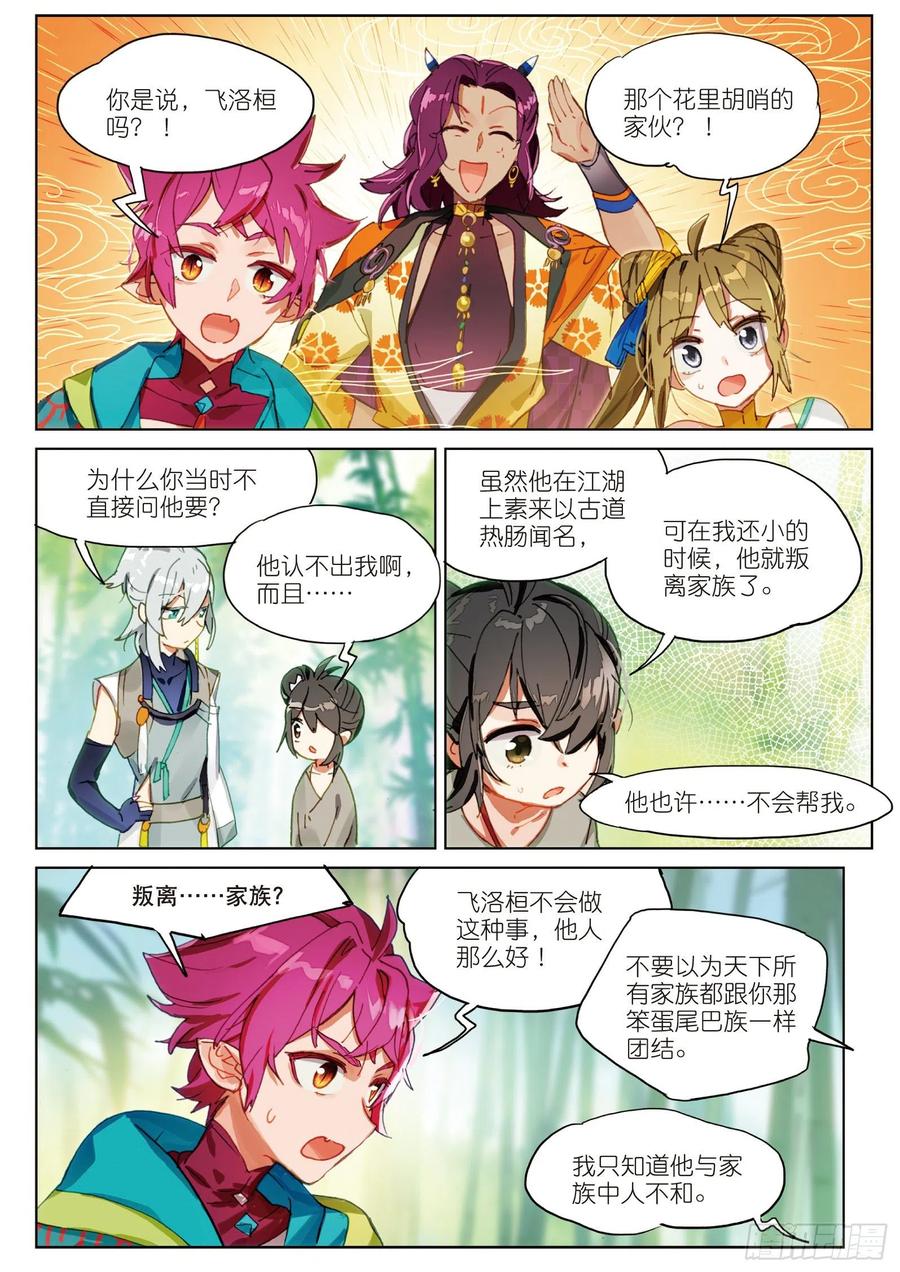 你是说，飞洛桓
吗？！
那个花里胡哨的
家伙？！
为什么你当时不
直接问他要？
他认不出我啊，
而且……
虽然他在江湖
上素来以古道
热肠闻名，
可在我还小的
时候，他就叛
离家族了。
他也许……不会帮我。
叛离……家族？
飞洛桓不会做
这种事，他人
那么好！
不要以为天下所
有家族都跟你那
笨蛋尾巴族一样
团结。
我只知道他与家
族中人不和。
腾讯动漫